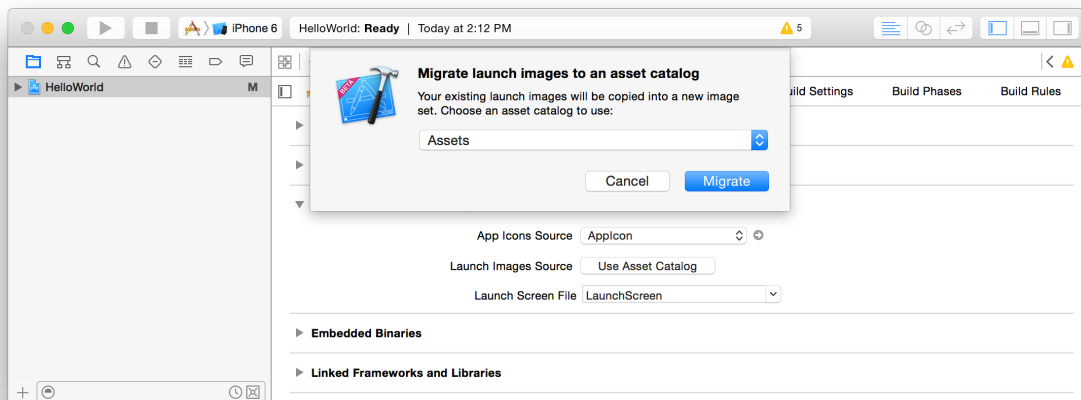 iPhone 6
HelloWorld: Ready | Today at 2:12 PM
5
HelloWorld
M
BETA
Migrate launch images to an asset catalog
Your existing launch images will be copied into a new image
set. Choose an asset catalog to use:
Assets
Cancel
Migrate
uild Settings
Build Phases
Build Rules
App Icons Source
AppIcon
Launch Images Source
Use Asset Catalog
Launch Screen File
LaunchScreen
Embedded Binaries
Linked Frameworks and Libraries